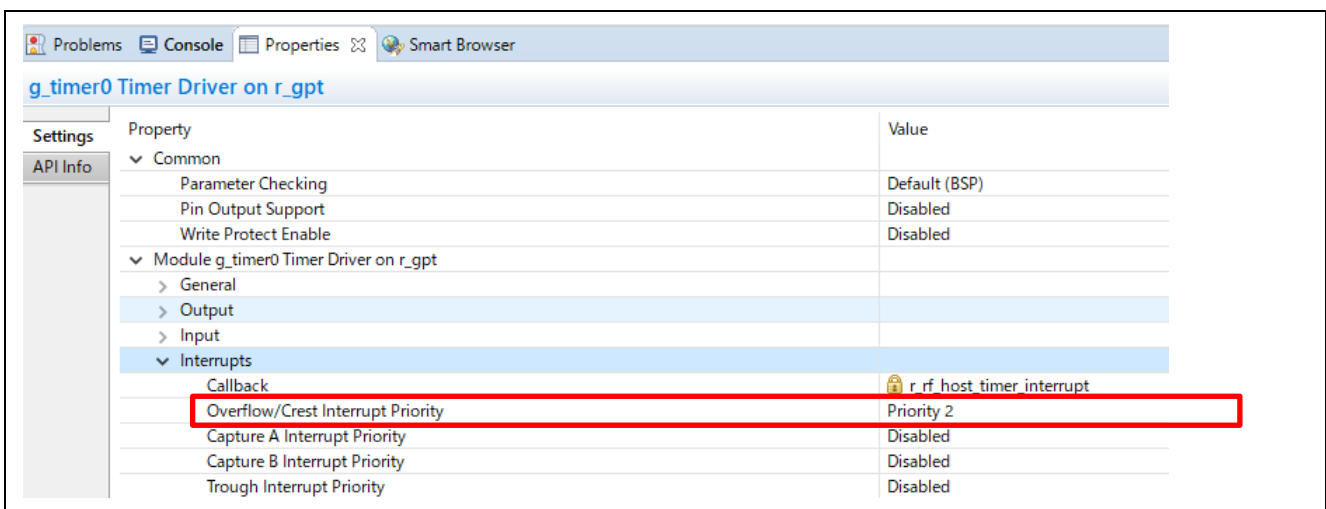 Problems Console Properties Smart Browser
g_timer0 Timer Driver on r_gpt
Settings Property Value
API Info Common
Parameter Checking Default (BSP)
Pin Output Support Disabled
Write Protect Enable Disabled
Module g_timer0 Timer Driver on r_gpt
General
Output
Input
Interrupts
Callback r_rf_host_timer_interrupt
Overflow/Crest Interrupt Priority Priority 2
Capture A Interrupt Priority Disabled
Capture B Interrupt Priority Disabled
Trough Interrupt Priority Disabled